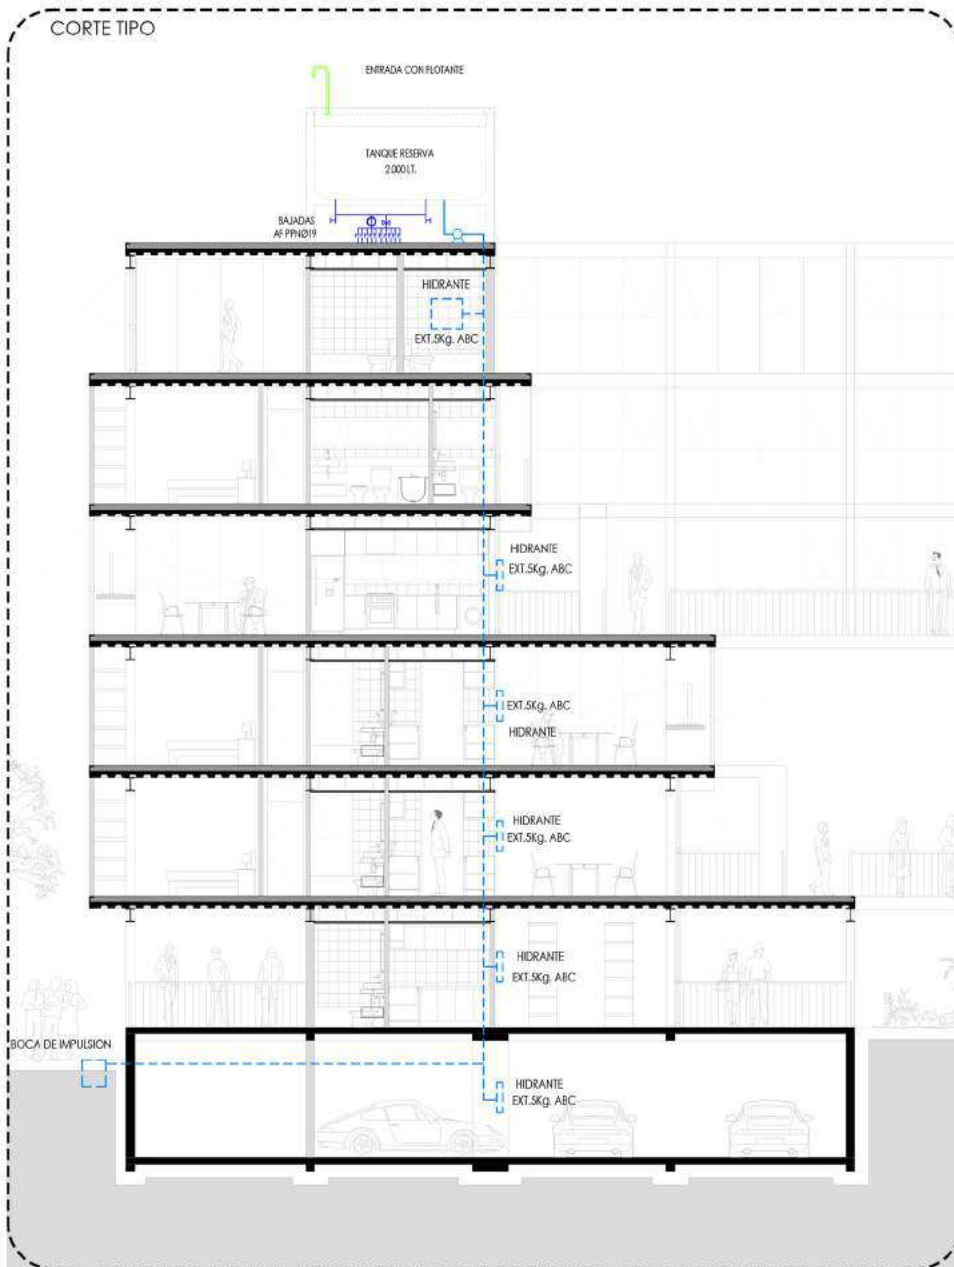 CORTE TIPO
ENTRADA CON FLOTANTE
TANQUE RESERVA
2.000 LT.
BAJADAS
AF PPNØ19
HIDRANTE
EXT.5Kg. ABC
HIDRANTE
EXT.5Kg. ABC
EXT.5Kg. ABC
HIDRANTE
HIDRANTE
EXT.5Kg. ABC
HIDRANTE
EXT.5Kg. ABC
BOCA DE IMPULSION
HIDRANTE
EXT.5Kg. ABC